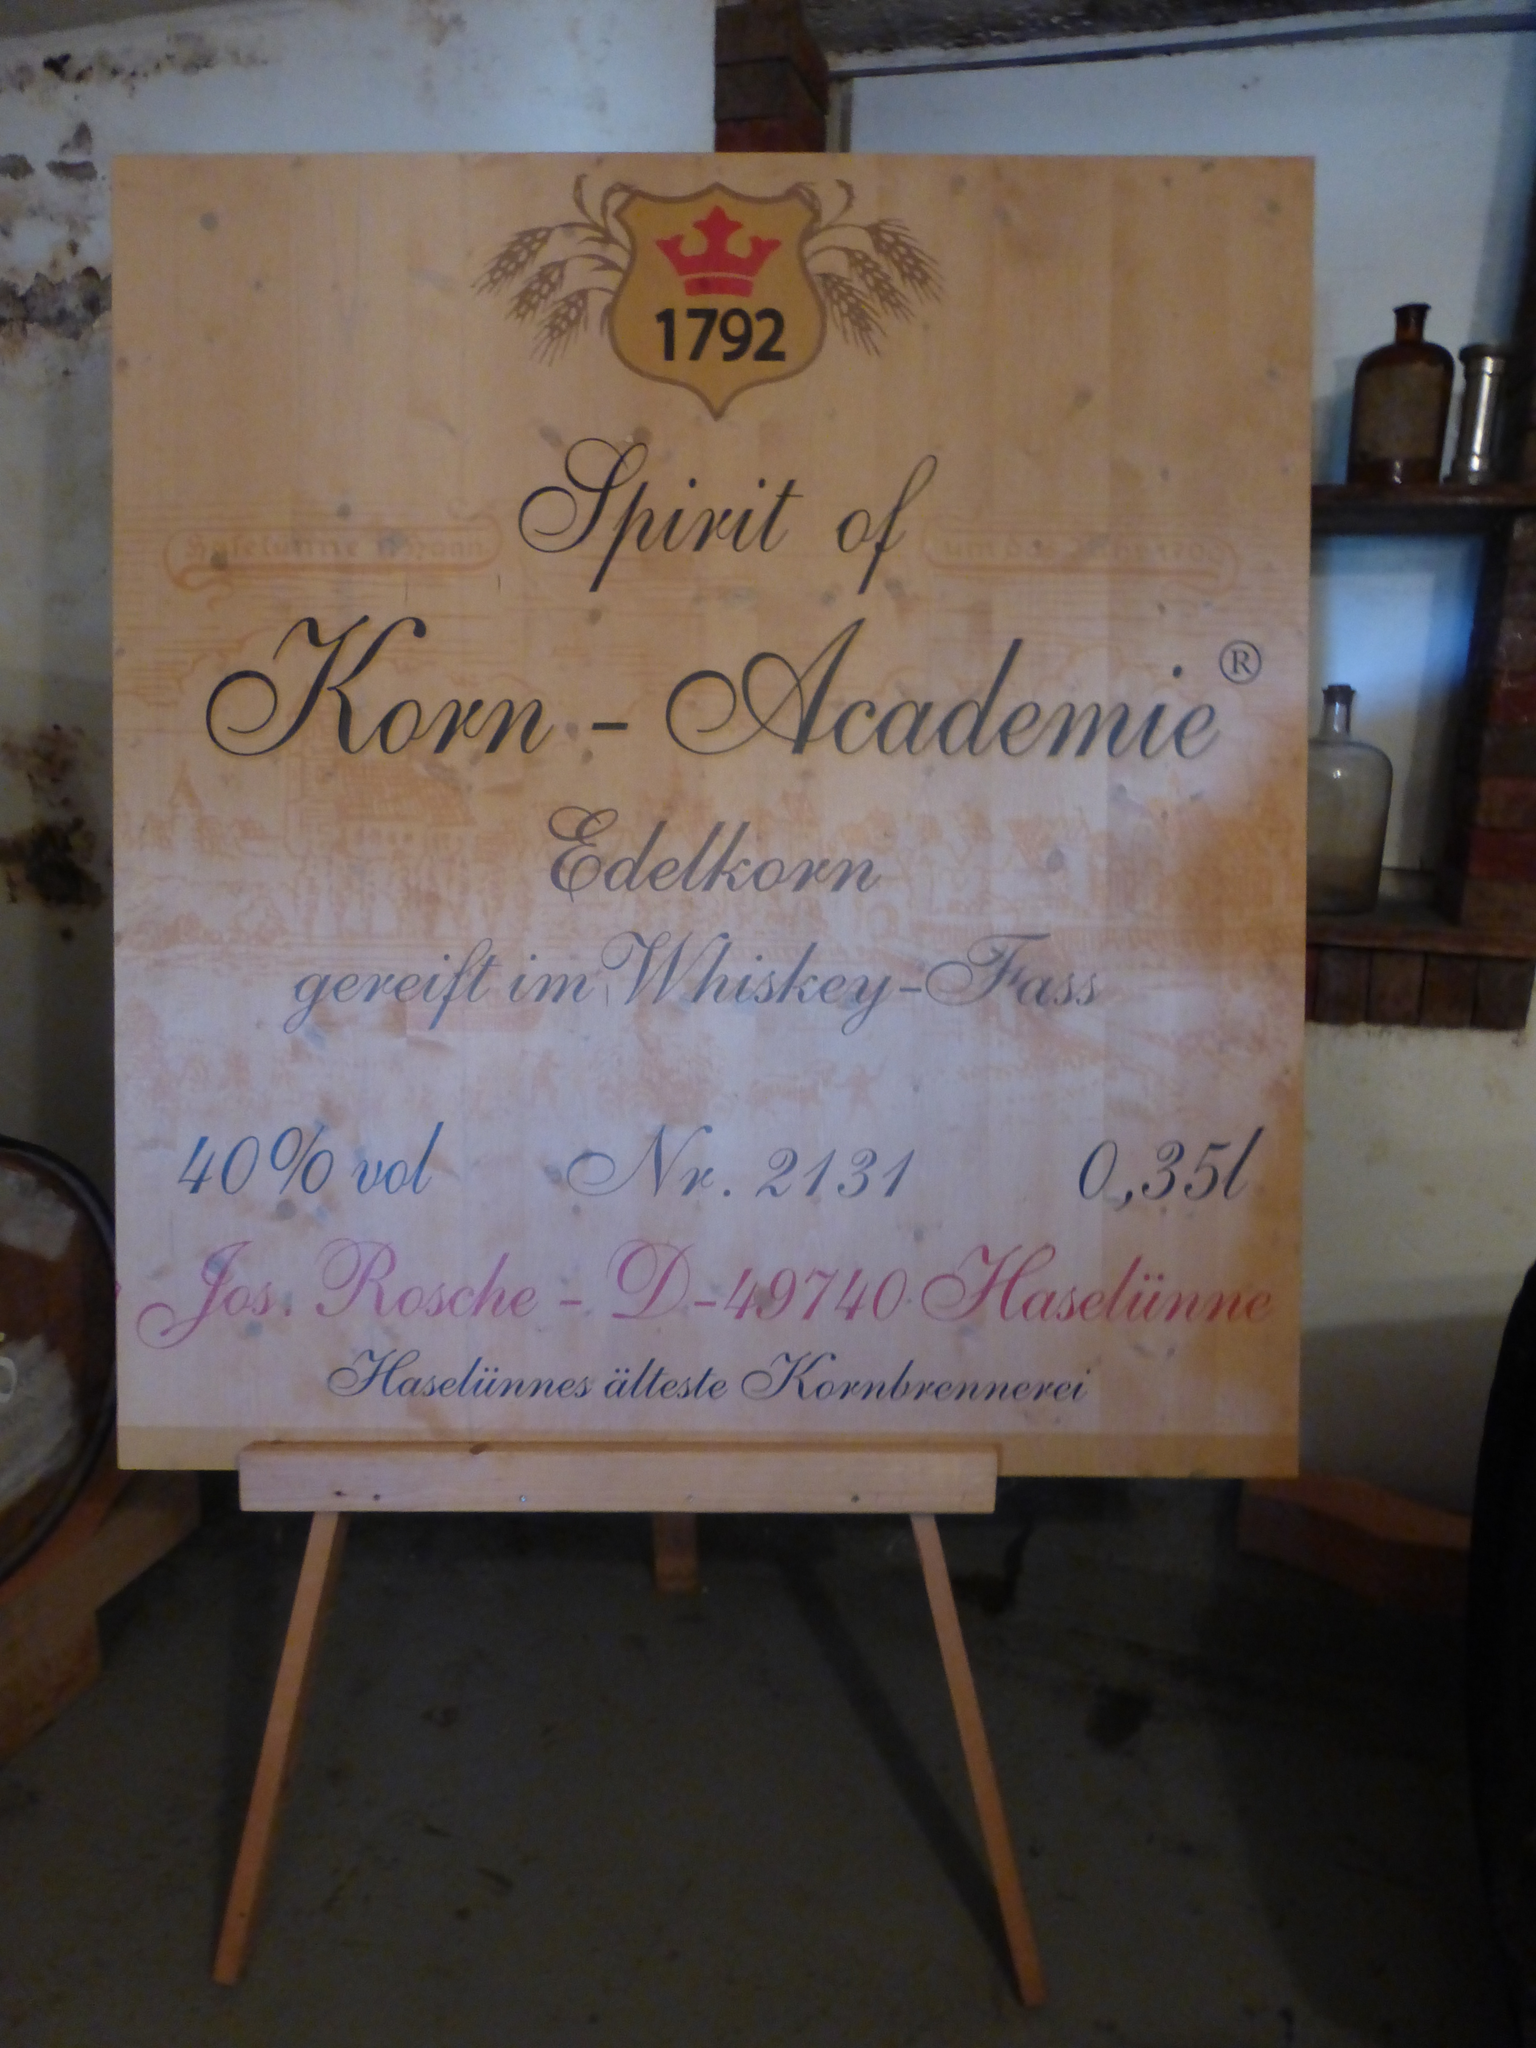 1792
Spirit of
Korn - Academie®
Edelkorn
gereift im Whiskey-Fass
40% vol Nr. 2131 0,35l
Jos. Rosche - D-49740 Haselünne
Haselünnes älteste Kornbrennerei